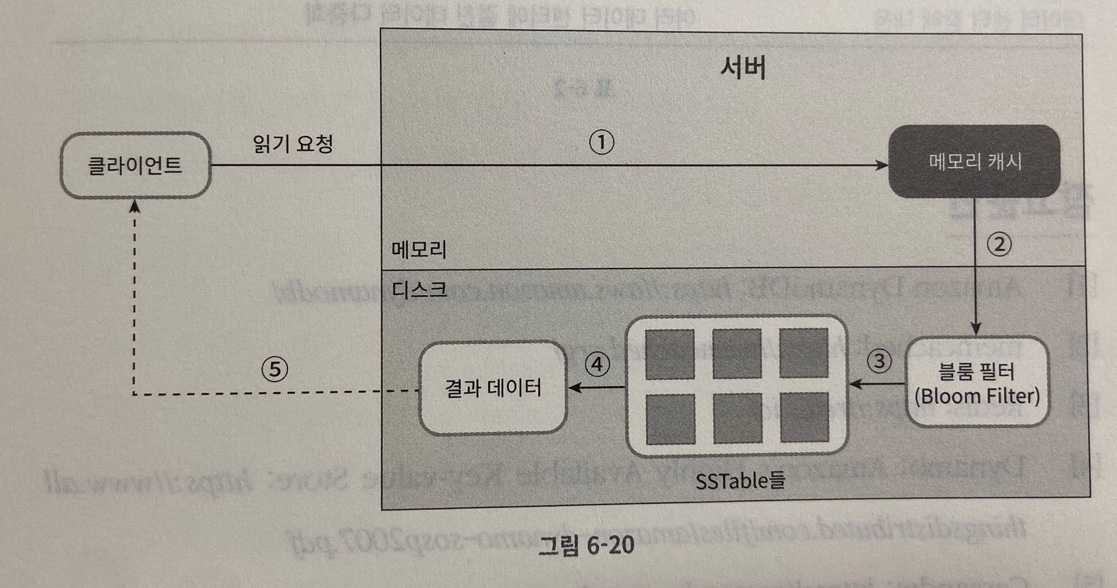 서버
클라이언트
읽기 요청
①
메모리 캐시
메모리
②
디스크
⑤
결과 데이터
④
③
블룸 필터
(Bloom Filter)
SSTable들
그림 6-20